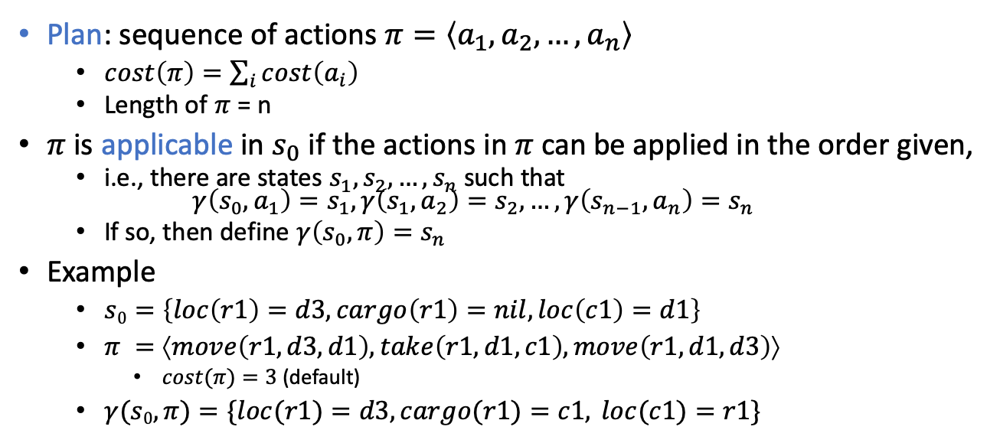 • Plan: sequence of actions π = ⟨a₁, a₂, … , aₙ⟩
• cost(π) = ∑ᵢ cost(aᵢ)
• Length of π = n
• π is applicable in s₀ if the actions in π can be applied in the order given,
• i.e., there are states s₁, s₂, … , sₙ such that
γ(s₀, a₁) = s₁, γ(s₁, a₂) = s₂, … , γ(sₙ₋₁, aₙ) = sₙ
• If so, then define γ(s₀, π) = sₙ
• Example
• s₀ = {loc(r1) = d3, cargo(r1) = nil, loc(c1) = d1}
• π = ⟨move(r1, d3, d1), take(r1, d1, c1), move(r1, d1, d3)⟩
• cost(π) = 3 (default)
• γ(s₀, π) = {loc(r1) = d3, cargo(r1) = c1, loc(c1) = r1}